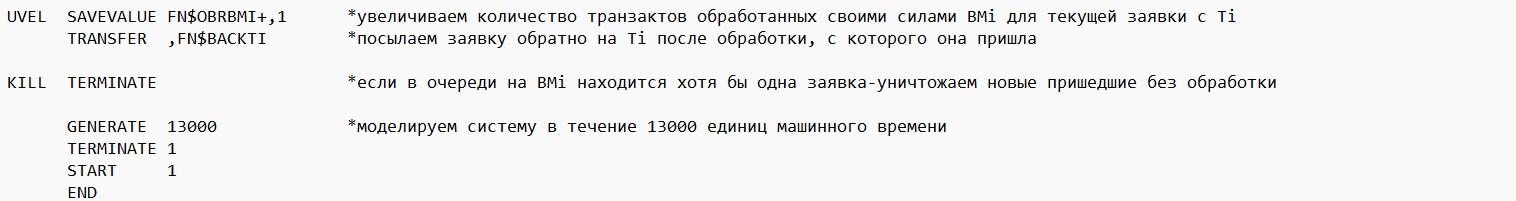 UVEL  SAVEVALUE FN$OBRBMI+,1      *увеличиваем количество транзактов обработанных своими силами BMi для текущей заявки с Ti
      TRANSFER  ,FN$BACKTI        *посылаем заявку обратно на Ti после обработки, с которого она пришла
KILL  TERMINATE                   *если в очереди на BMi находится хотя бы одна заявка-уничтожаем новые пришедшие без обработки
      GENERATE  13000             *моделируем систему в течение 13000 единиц машинного времени
      TERMINATE 1
      START     1
      END